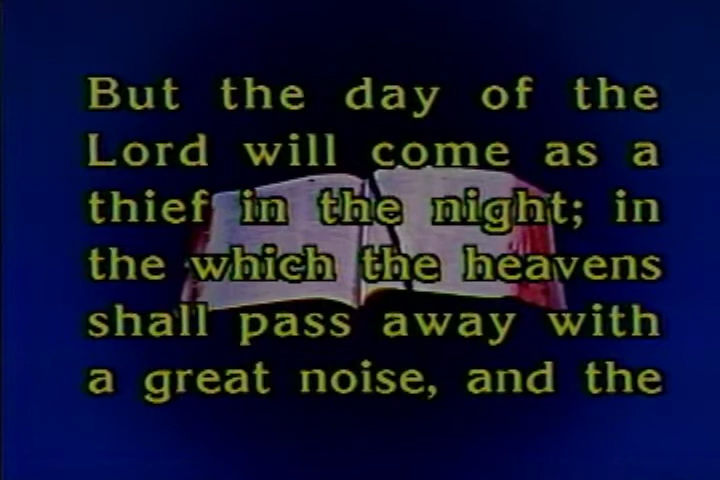 But the day of the
Lord will come as a
thief in the night; in
the which the heavens
shall pass away with
a great noise, and the